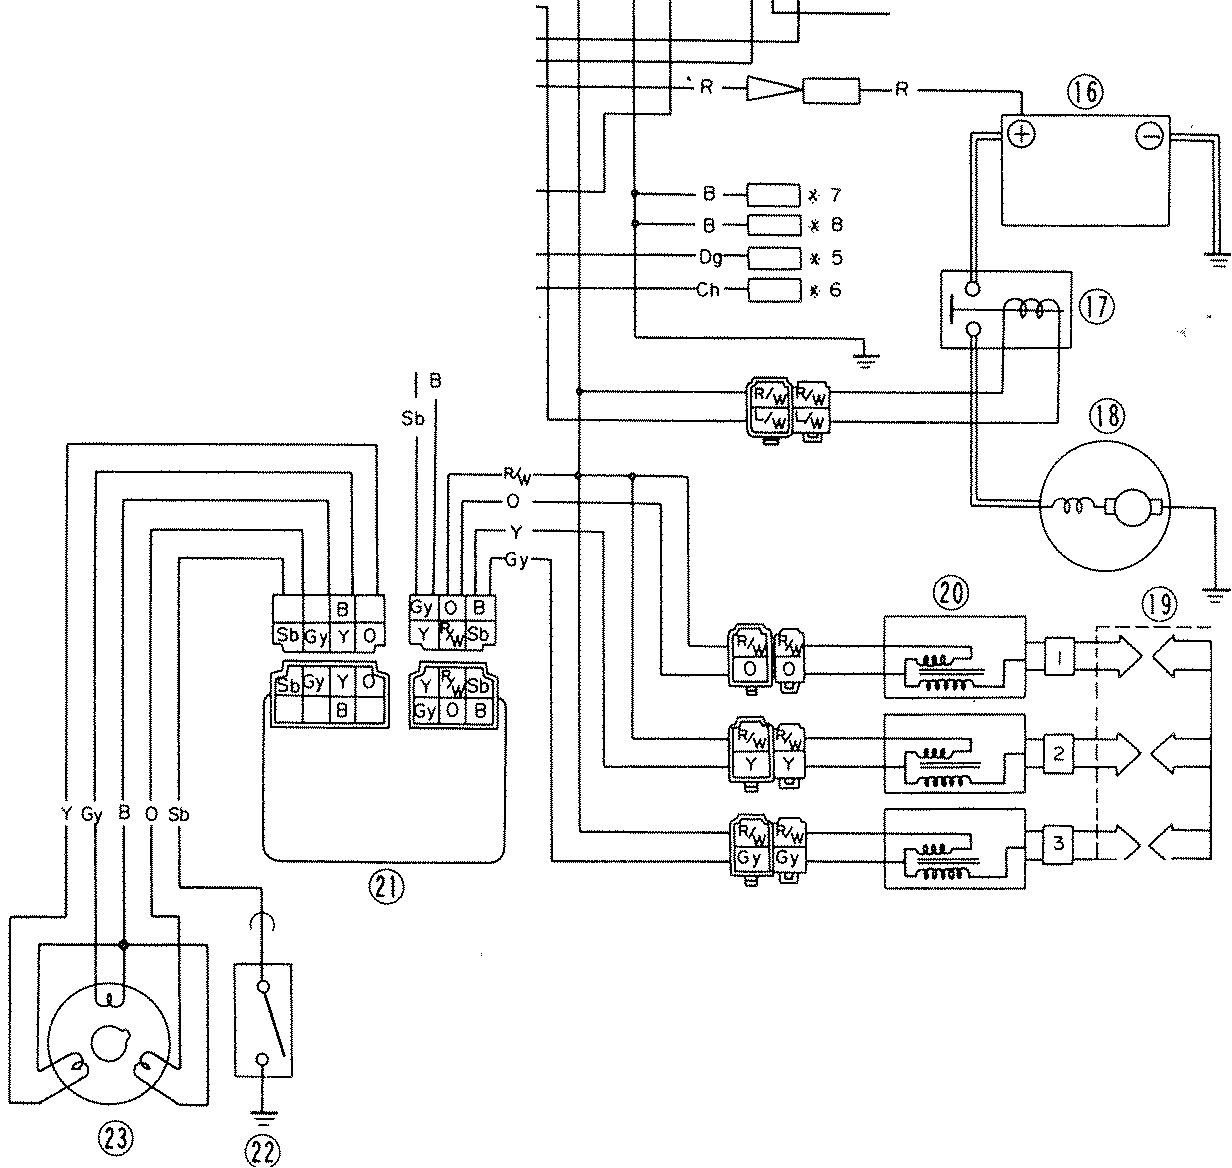 R R
16
+ −
B * 7
B * 8
Dg * 5
Ch * 6
17
B
Sb
R/W R/W
L/W L/W
18
R/W
O
Y
Gy
B
Sb Gy Y O
Gy O B
Y R/W Sb
20
19
Sb Gy Y O
B
Y R/W Sb
Gy O B
R/W R/W
O O
1
R/W R/W
Y Y
2
R/W R/W
Gy Gy
3
Y Gy B O Sb
21
23
22